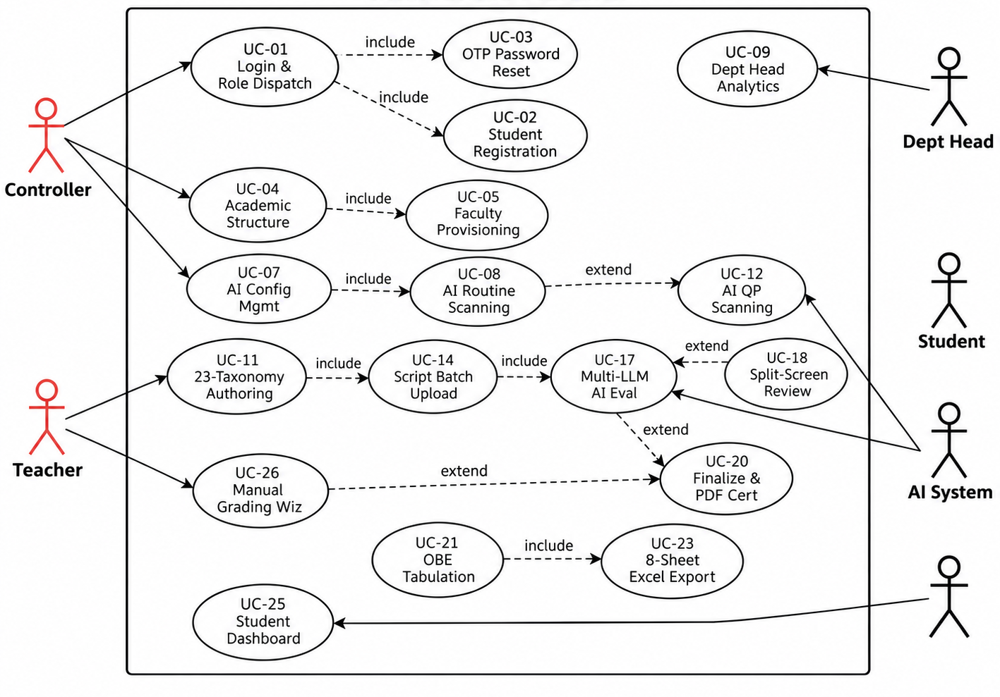 UC-01
Login &
Role Dispatch
include
UC-03
OTP Password
Reset
include
UC-02
Student
Registration
UC-09
Dept Head
Analytics
Dept Head
Controller
UC-04
Academic
Structure
include
UC-05
Faculty
Provisioning
UC-07
AI Config
Mgmt
include
UC-08
AI Routine
Scanning
extend
UC-12
AI QP
Scanning
Student
UC-11
23-Taxonomy
Authoring
include
UC-14
Script Batch
Upload
include
UC-17
Multi-LLM
AI Eval
extend
UC-18
Split-Screen
Review
Teacher
extend
UC-26
Manual
Grading Wiz
extend
UC-20
Finalize &
PDF Cert
AI System
UC-21
OBE
Tabulation
include
UC-23
8-Sheet
Excel Export
UC-25
Student
Dashboard